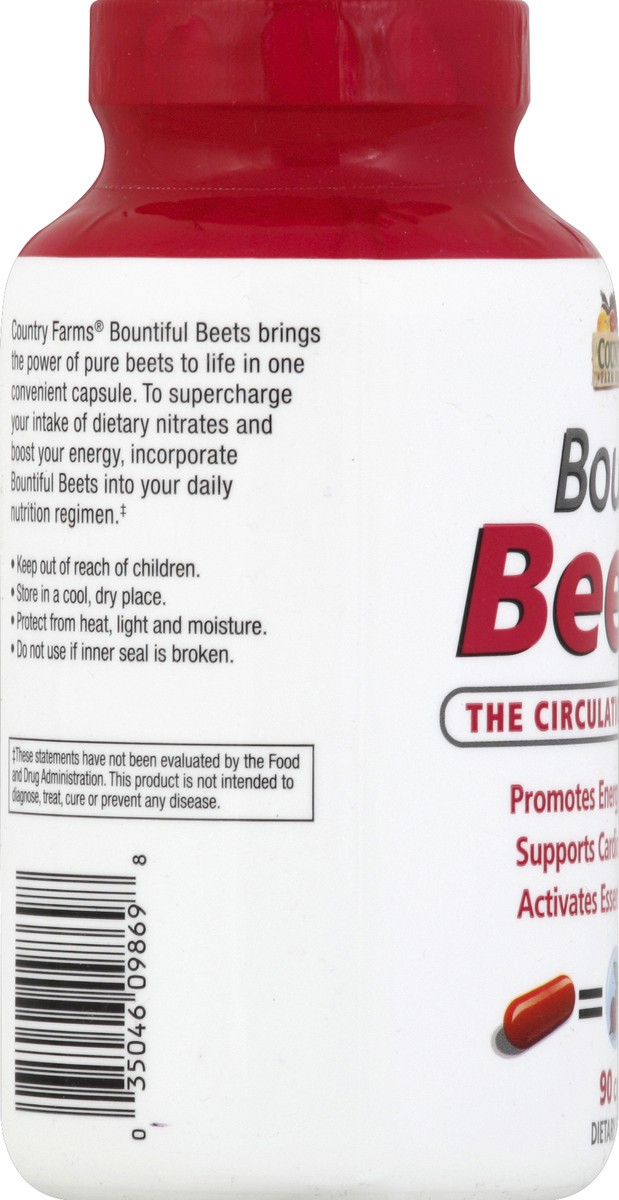 Country Farms® Bountiful Beets brings
the power of pure beets to life in one
convenient capsule. To supercharge
your intake of dietary nitrates and
boost your energy, incorporate
Bountiful Beets into your daily
nutrition regimen.‡
• Keep out of reach of children.
• Store in a cool, dry place.
• Protect from heat, light and moisture.
• Do not use if inner seal is broken.
‡These statements have not been evaluated by the Food
and Drug Administration. This product is not intended to
diagnose, treat, cure or prevent any disease.
0 35046 09869 8
Bou
Bee
THE CIRCULATI
Promotes Energ
Supports Cardi
Activates Essen
=
90 c
DIETARY